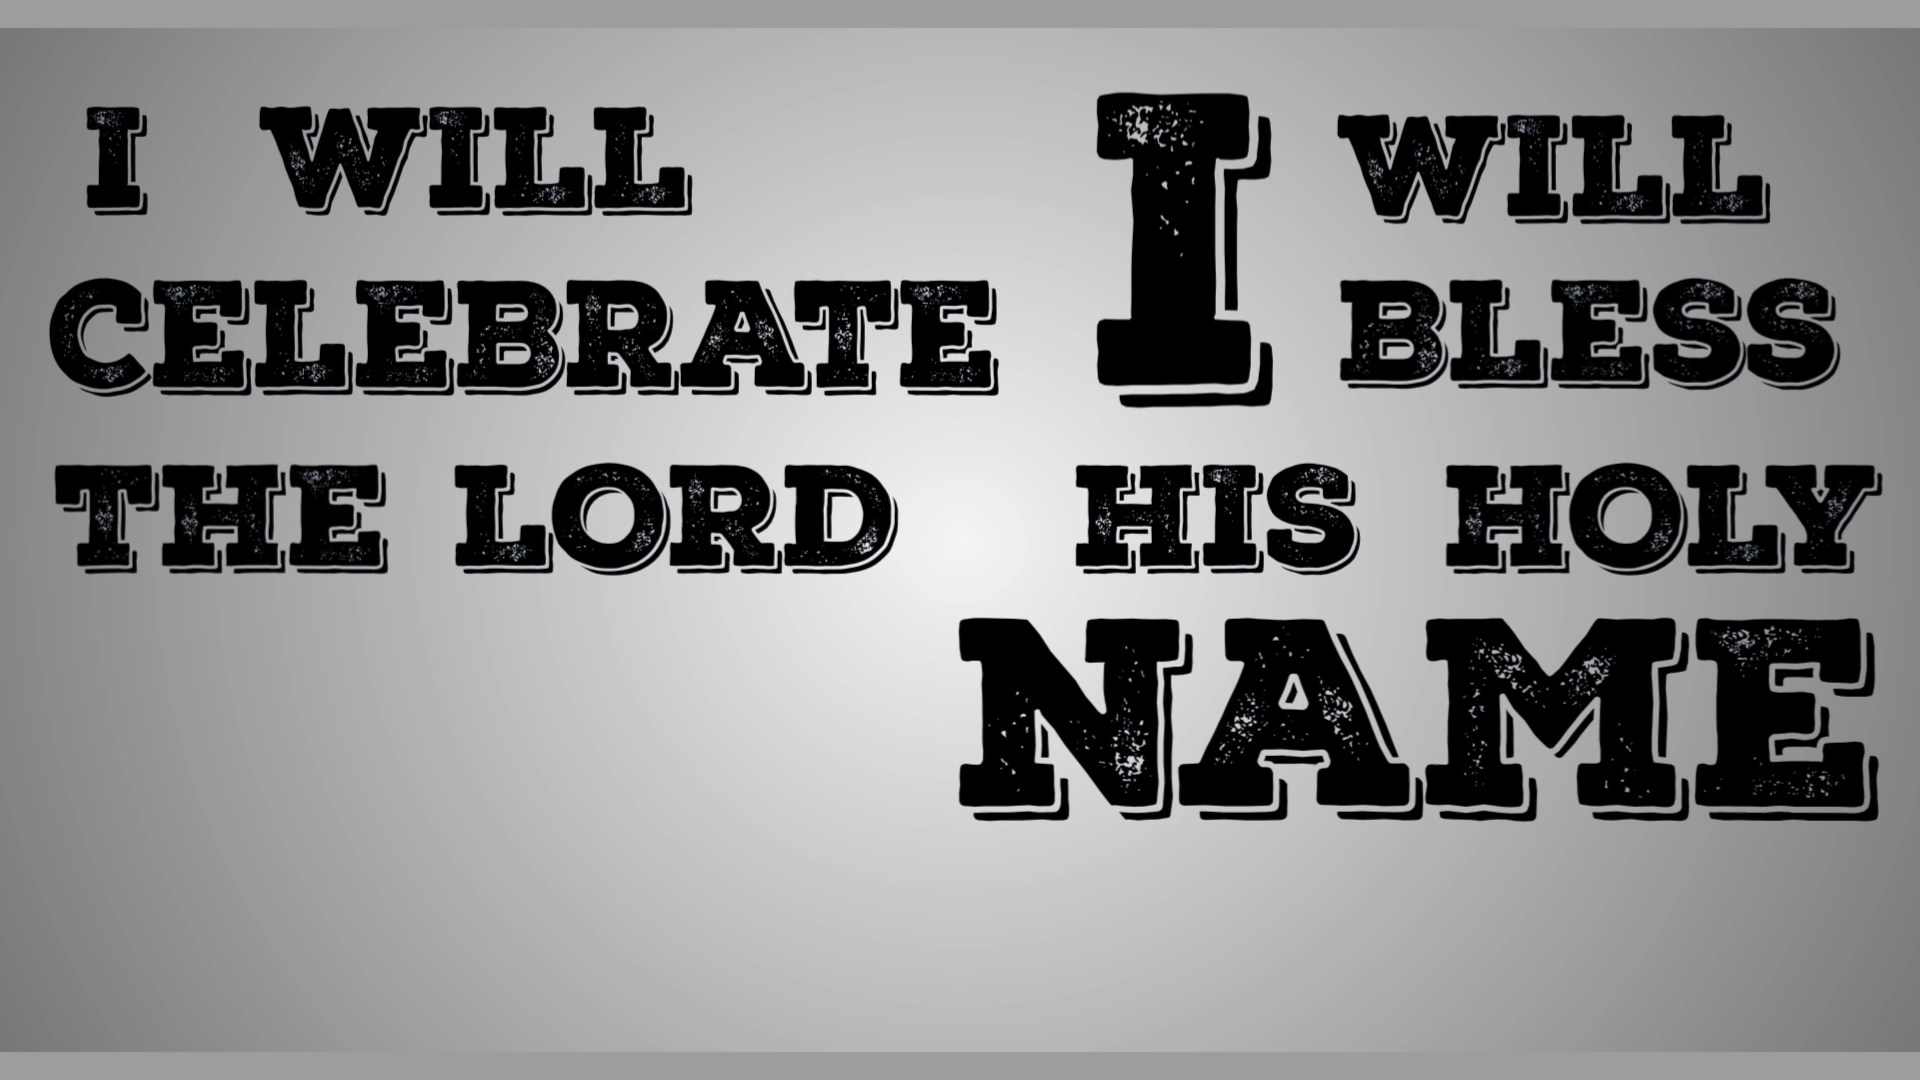 I WILL
CELEBRATE
THE LORD
I WILL
BLESS
HIS HOLY
NAME